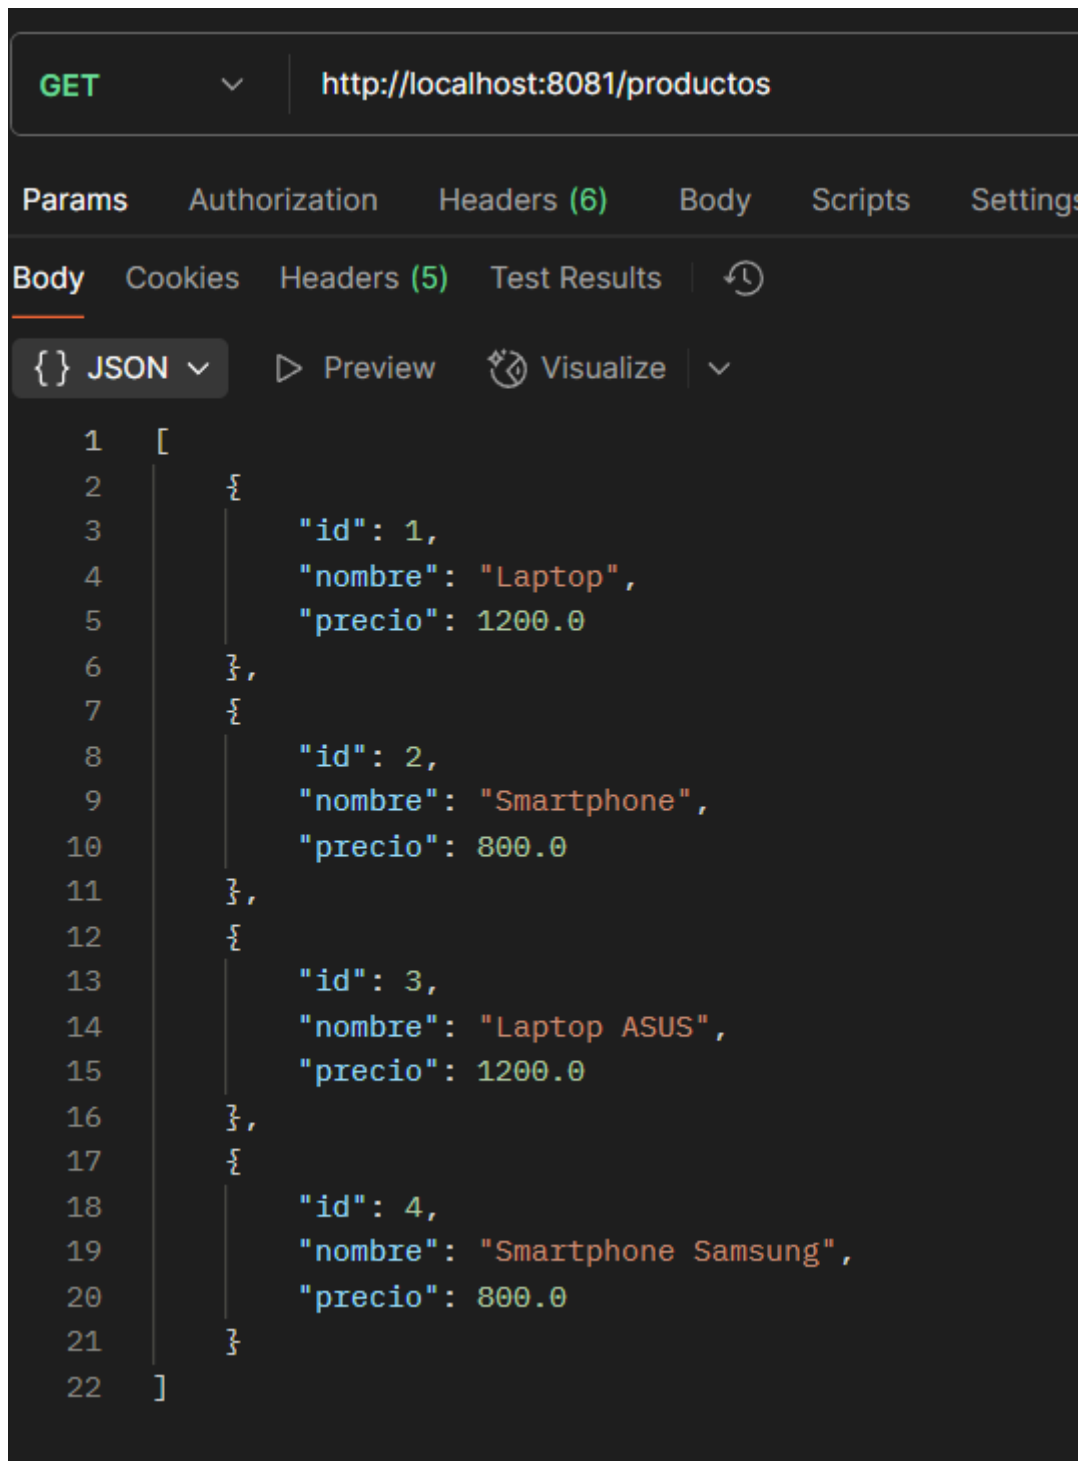 GET http://localhost:8081/productos
Params Authorization Headers (6) Body Scripts Settings
Body Cookies Headers (5) Test Results
{} JSON Preview Visualize
1 [
2 {
3 "id": 1,
4 "nombre": "Laptop",
5 "precio": 1200.0
6 },
7 {
8 "id": 2,
9 "nombre": "Smartphone",
10 "precio": 800.0
11 },
12 {
13 "id": 3,
14 "nombre": "Laptop ASUS",
15 "precio": 1200.0
16 },
17 {
18 "id": 4,
19 "nombre": "Smartphone Samsung",
20 "precio": 800.0
21 }
22 ]